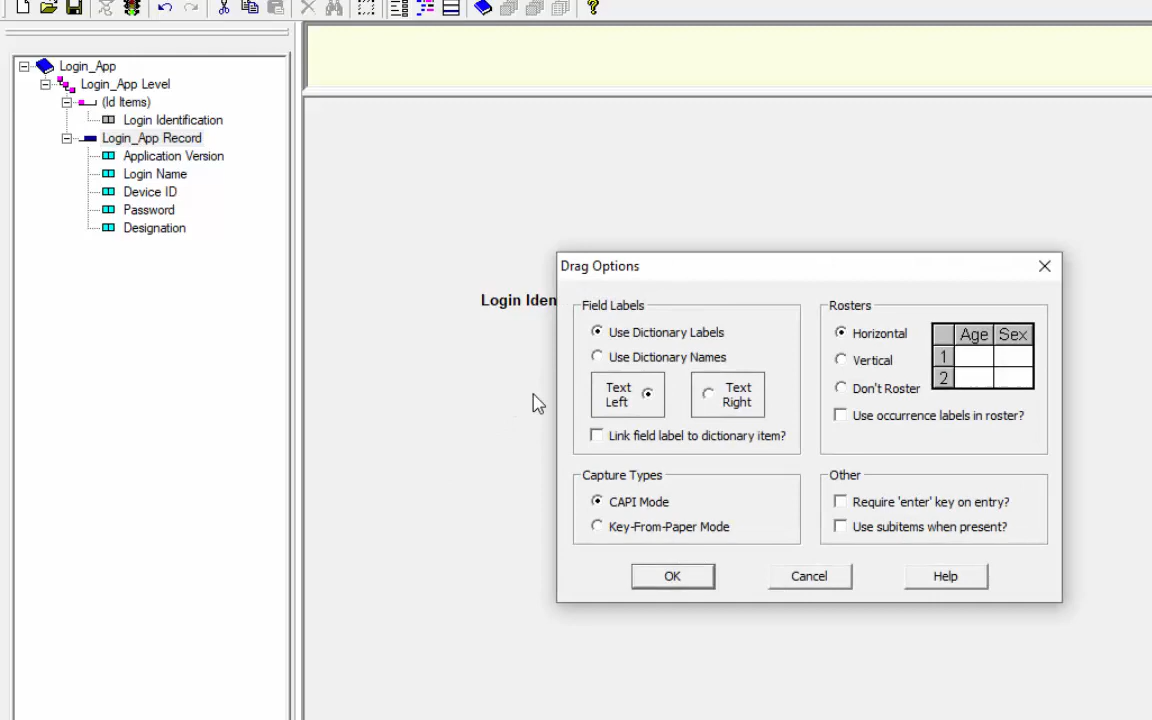 Login_App
Login_App Level
(Id Items)
Login Identification
Login_App Record
Application Version
Login Name
Device ID
Password
Designation
Login Iden
Drag Options
Field Labels
Use Dictionary Labels
Use Dictionary Names
Text
Left
Text
Right
Link field label to dictionary item?
Rosters
Horizontal
Vertical
Don't Roster
Age Sex
1
2
Use occurrence labels in roster?
Capture Types
CAPI Mode
Key-From-Paper Mode
Other
Require 'enter' key on entry?
Use subitems when present?
OK
Cancel
Help